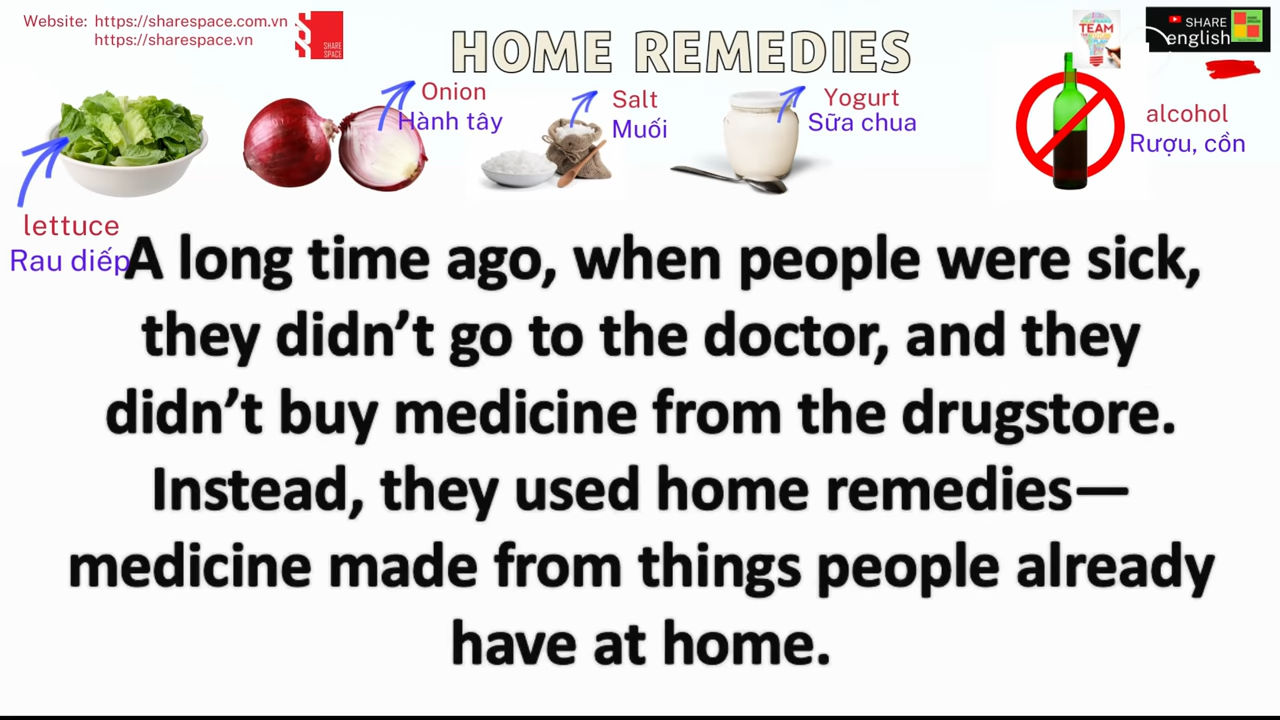 Website: https://sharespace.com.vn
https://sharespace.vn
SHARE
SPACE
HOME REMEDIES
TEAM
SHARE
english
Onion
Hành tây
Salt
Muối
Yogurt
Sữa chua
alcohol
Rượu, cồn
lettuce
Rau diếp
A long time ago, when people were sick,
they didn’t go to the doctor, and they
didn’t buy medicine from the drugstore.
Instead, they used home remedies—
medicine made from things people already
have at home.